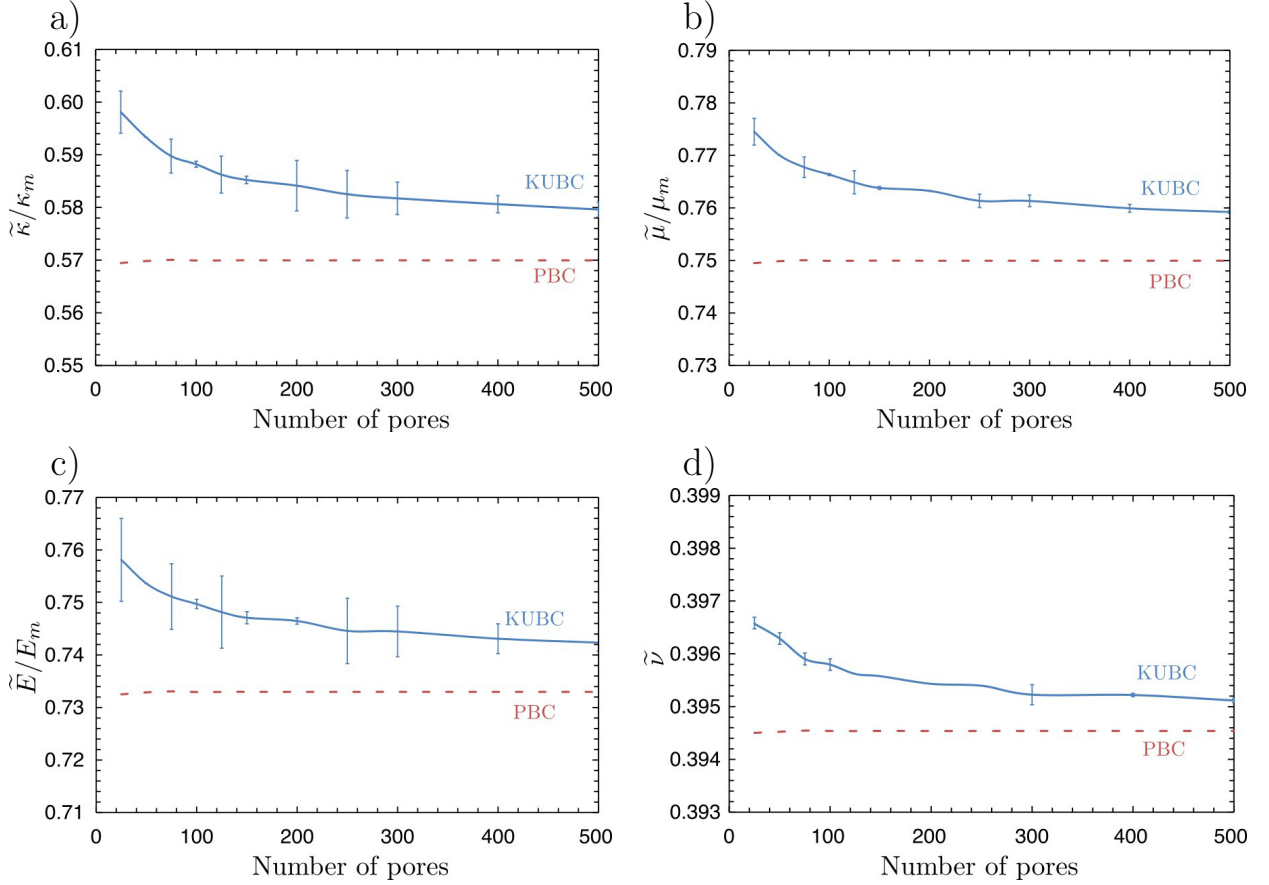 a)
0.61
0.60
0.59
0.58
0.57
0.56
0.55
κ̃/κₘ
KUBC
PBC
0 100 200 300 400 500
Number of pores
b)
0.79
0.78
0.77
0.76
0.75
0.74
0.73
μ̃/μₘ
KUBC
PBC
0 100 200 300 400 500
Number of pores
c)
0.77
0.76
0.75
0.74
0.73
0.72
0.71
Ẽ/Eₘ
KUBC
PBC
0 100 200 300 400 500
Number of pores
d)
0.399
0.398
0.397
0.396
0.395
0.394
0.393
ν̃
KUBC
PBC
0 100 200 300 400 500
Number of pores